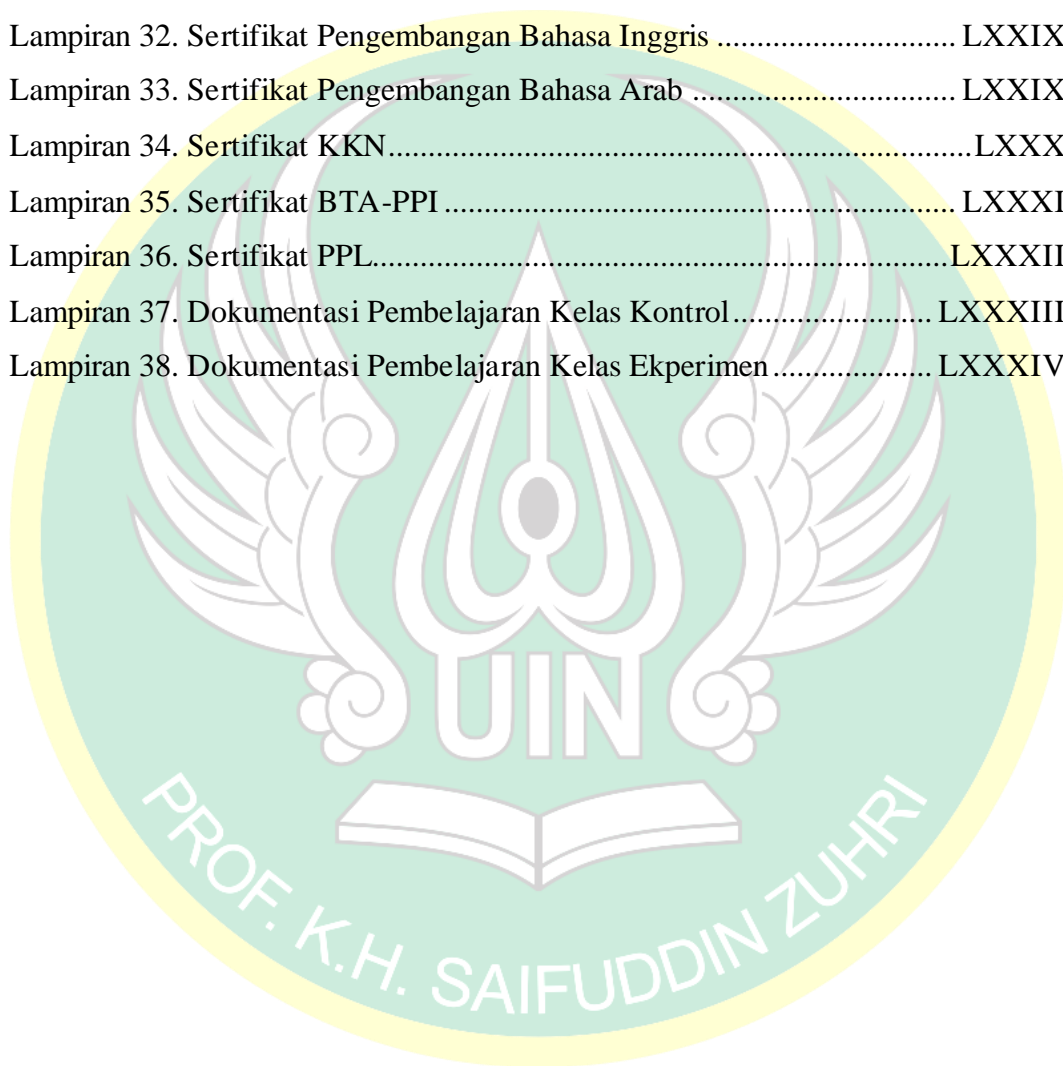 Lampiran 32. Sertifikat Pengembangan Bahasa Inggris .............................. LXXIX
Lampiran 33. Sertifikat Pengembangan Bahasa Arab ................................. LXXIX
Lampiran 34. Sertifikat KKN.........................................................................LXXX
Lampiran 35. Sertifikat BTA-PPI ................................................................ LXXXI
Lampiran 36. Sertifikat PPL........................................................................LXXXII
Lampiran 37. Dokumentasi Pembelajaran Kelas Kontrol ......................... LXXXIII
Lampiran 38. Dokumentasi Pembelajaran Kelas Ekperimen .................... LXXXIV
UIN
PROF. K.H. SAIFUDDIN ZUHRI